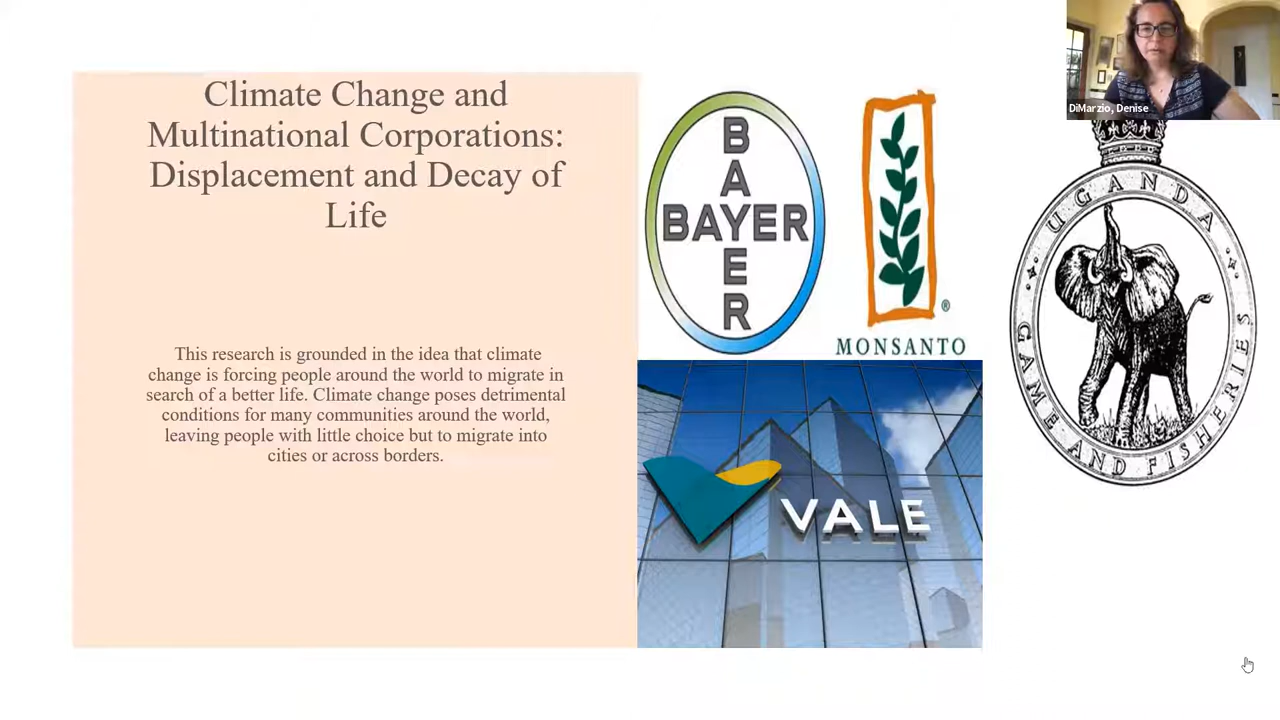 Climate Change and
Multinational Corporations:
Displacement and Decay of
Life
This research is grounded in the idea that climate
change is forcing people around the world to migrate in
search of a better life. Climate change poses detrimental
conditions for many communities around the world,
leaving people with little choice but to migrate into
cities or across borders.
BAYER
BAYER
MONSANTO
®
VALE
DiMarzio, Denise
UGANDA
GAME AND FISHERIES